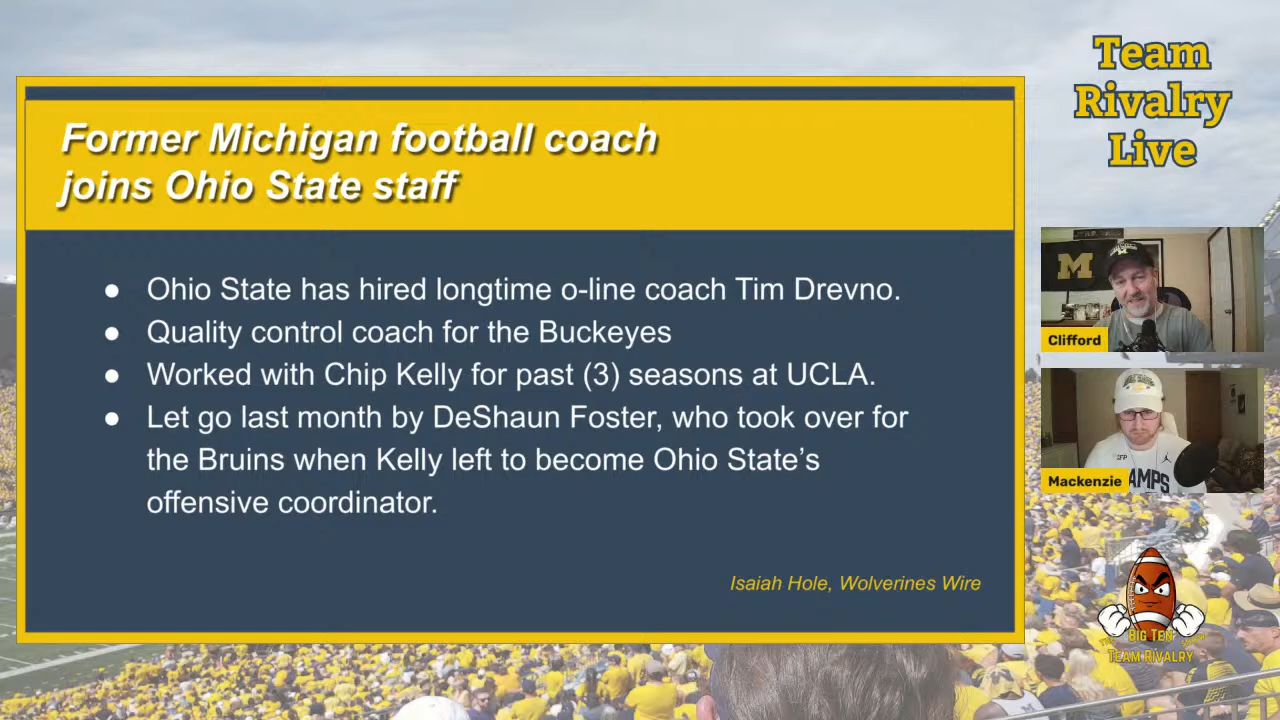 Team
Rivalry
Live
Former Michigan football coach
joins Ohio State staff
● Ohio State has hired longtime o-line coach Tim Drevno.
● Quality control coach for the Buckeyes
● Worked with Chip Kelly for past (3) seasons at UCLA.
● Let go last month by DeShaun Foster, who took over for
the Bruins when Kelly left to become Ohio State’s
offensive coordinator.
Isaiah Hole, Wolverines Wire
M
Clifford
CFP
AMPS
Mackenzie
Big Ten
Team Rivalry